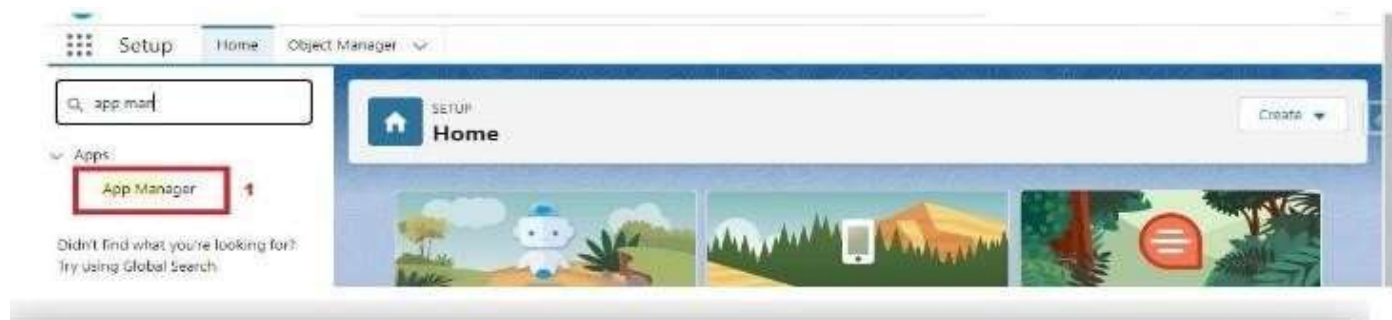 Setup Home Object Manager
app man
SETUP
Home
Create
Apps
App Manager 1
Didn't find what you're looking for?
Try using Global Search